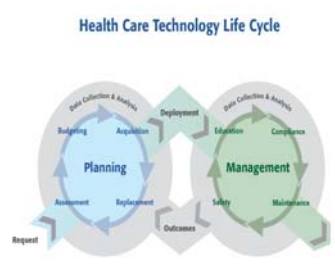 Health Care Technology Life Cycle
Data Collection & Analysis
Deployment
Data Collection & Analysis
Budgeting
Acquisition
Education
Compliance
Planning
Management
Assessment
Replacement
Safety
Maintenance
Outcomes
Request